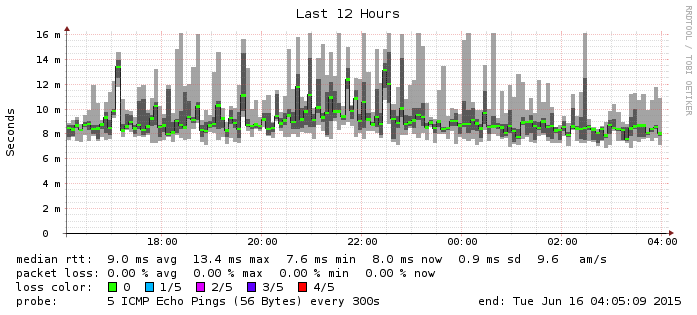 Last 12 Hours
RRDTOOL / TOBI OETIKER
Seconds
16 m
14 m
12 m
10 m
8 m
6 m
4 m
2 m
0
18:00 20:00 22:00 00:00 02:00 04:00
median rtt: 9.0 ms avg 13.4 ms max 7.6 ms min 8.0 ms now 0.9 ms sd 9.6 am/s
packet loss: 0.00 % avg 0.00 % max 0.00 % min 0.00 % now
loss color: 0 1/5 2/5 3/5 4/5
probe: 5 ICMP Echo Pings (56 Bytes) every 300s end: Tue Jun 16 04:05:09 2015